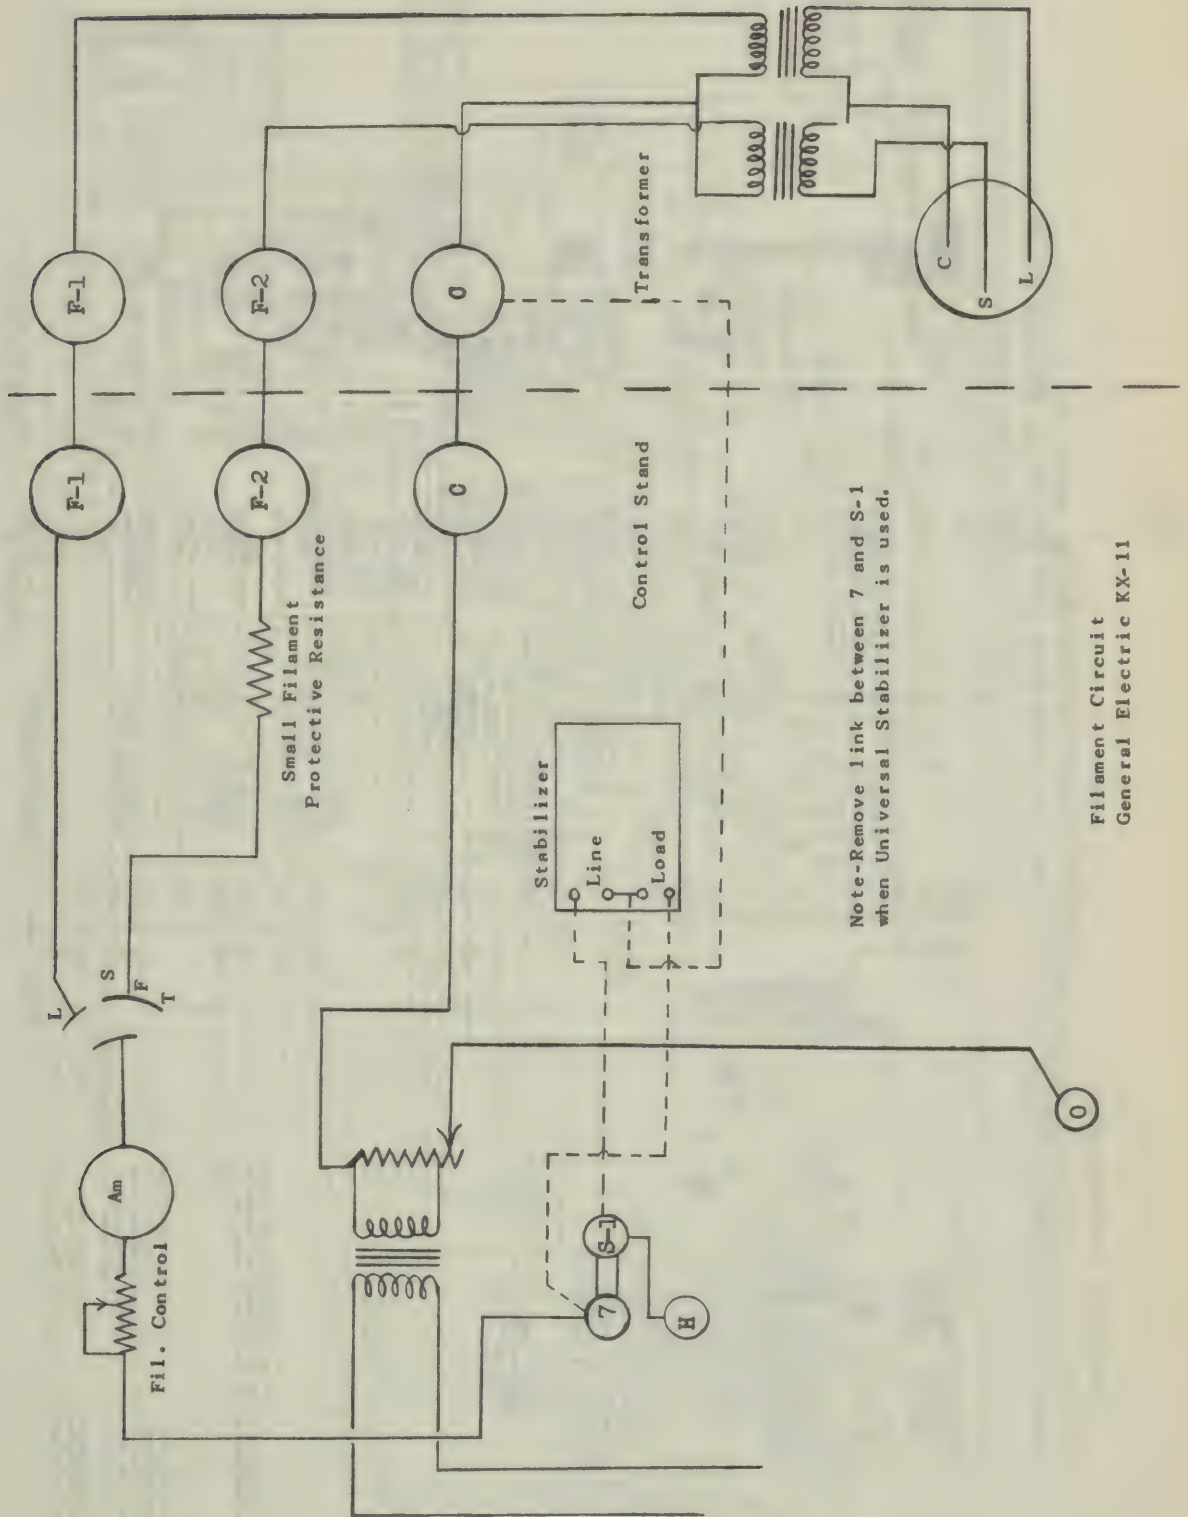 Fil. Control
Am
L
S
F
T
F-1
F-1
Small Filament
Protective Resistance
F-2
F-2
C
C
7
S-1
H
O
Stabilizer
Line
Load
Control Stand
Transformer
C
S
L
Note-Remove link between 7 and S-1
when Universal Stabilizer is used.
Filament Circuit
General Electric KX-11